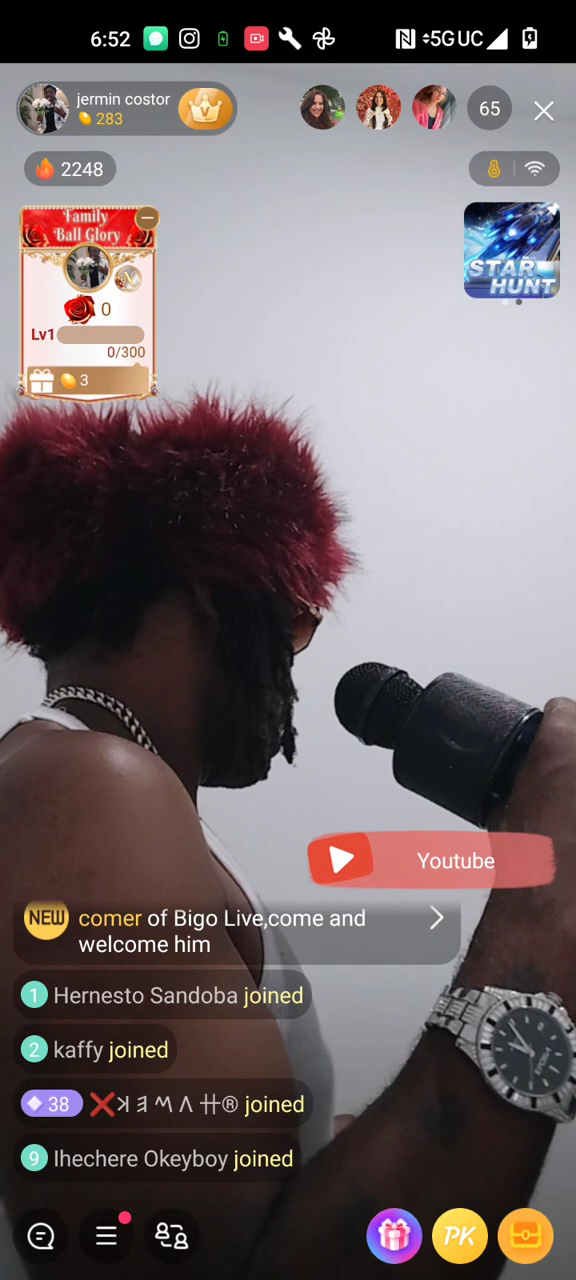 6:52
5G UC
jermin costor
V
283
65
2248
Family
Ball Glory
N
0
Lv1
0/300
3
STAR
HUNT
Youtube
NEW comer of Bigo Live,come and
welcome him
1 Hernesto Sandoba joined
2 kaffy joined
9 Ihechere Okeyboy joined
PK